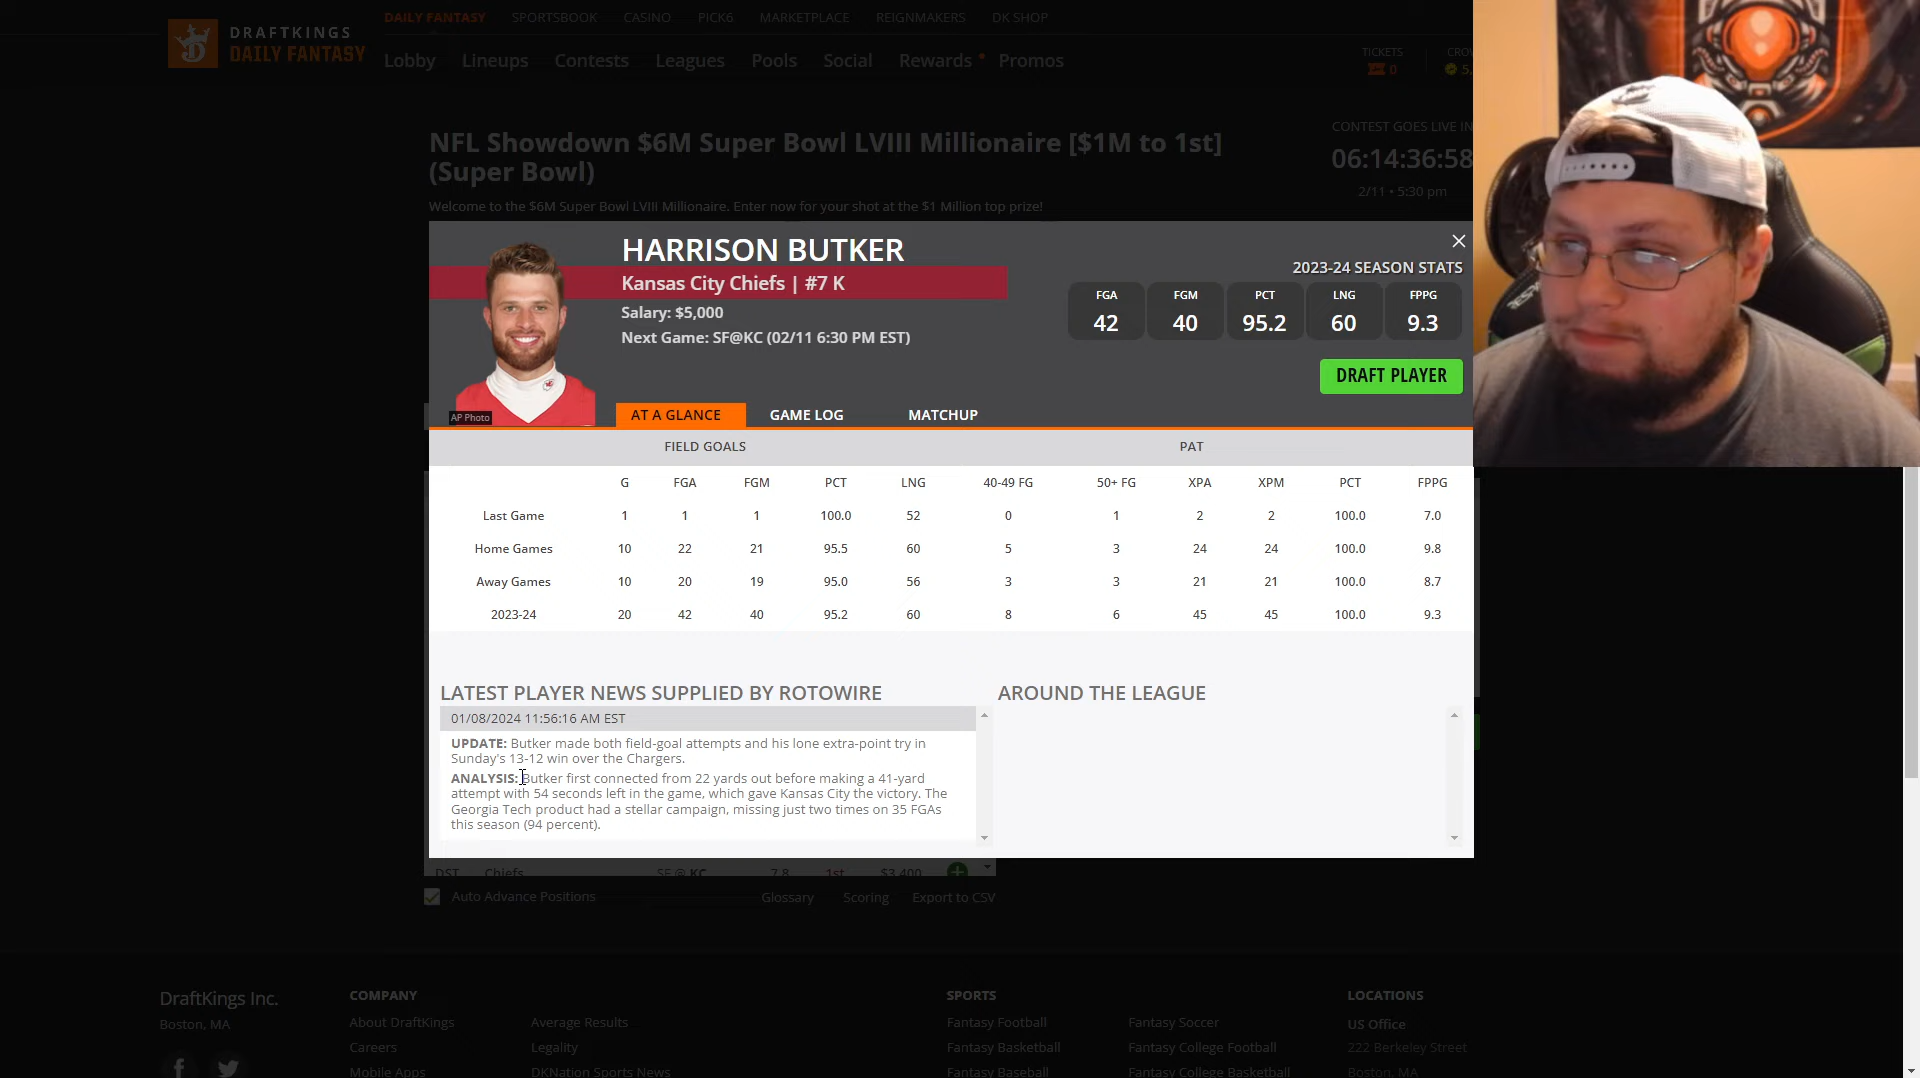 DAILY FANTASY SPORTSBOOK CASINO PICK6 MARKETPLACE REIGNMAKERS DK SHOP
DRAFTKINGS
DAILY FANTASY
Lobby Lineups Contests Leagues Pools Social Rewards Promos
TICKETS
0
NFL Showdown $6M Super Bowl LVIII Millionaire [$1M to 1st]
(Super Bowl)
Welcome to the $6M Super Bowl LVIII Millionaire. Enter now for your shot at the $1 Million top prize!
CONTEST GOES LIVE IN
06:14:36:58
2/11 • 5:30 pm
HARRISON BUTKER
Kansas City Chiefs | #7 K
Salary: $5,000
Next Game: SF@KC (02/11 6:30 PM EST)
AP Photo
2023-24 SEASON STATS
FGA FGM PCT LNG FPPG
42 40 95.2 60 9.3
DRAFT PLAYER
AT A GLANCE GAME LOG MATCHUP
FIELD GOALS PAT
G FGA FGM PCT LNG 40-49 FG 50+ FG XPA XPM PCT FPPG
Last Game 1 1 1 100.0 52 0 1 2 2 100.0 7.0
Home Games 10 22 21 95.5 60 5 3 24 24 100.0 9.8
Away Games 10 20 19 95.0 56 3 3 21 21 100.0 8.7
2023-24 20 42 40 95.2 60 8 6 45 45 100.0 9.3
LATEST PLAYER NEWS SUPPLIED BY ROTOWIRE
01/08/2024 11:56:16 AM EST
UPDATE: Butker made both field-goal attempts and his lone extra-point try in
Sunday's 13-12 win over the Chargers.
ANALYSIS: Butker first connected from 22 yards out before making a 41-yard
attempt with 54 seconds left in the game, which gave Kansas City the victory. The
Georgia Tech product had a stellar campaign, missing just two times on 35 FGAs
this season (94 percent).
AROUND THE LEAGUE
DST Chiefs SF @ KC 7.8 1st $3,400
Auto Advance Positions Glossary Scoring Export to CSV
DraftKings Inc.
Boston, MA
COMPANY
About DraftKings Average Results
Careers Legality
Mobile Apps DKNation Sports News
SPORTS
Fantasy Football Fantasy Soccer
Fantasy Basketball Fantasy College Football
Fantasy Baseball Fantasy College Basketball
LOCATIONS
US Office
222 Berkeley Street
Boston, MA